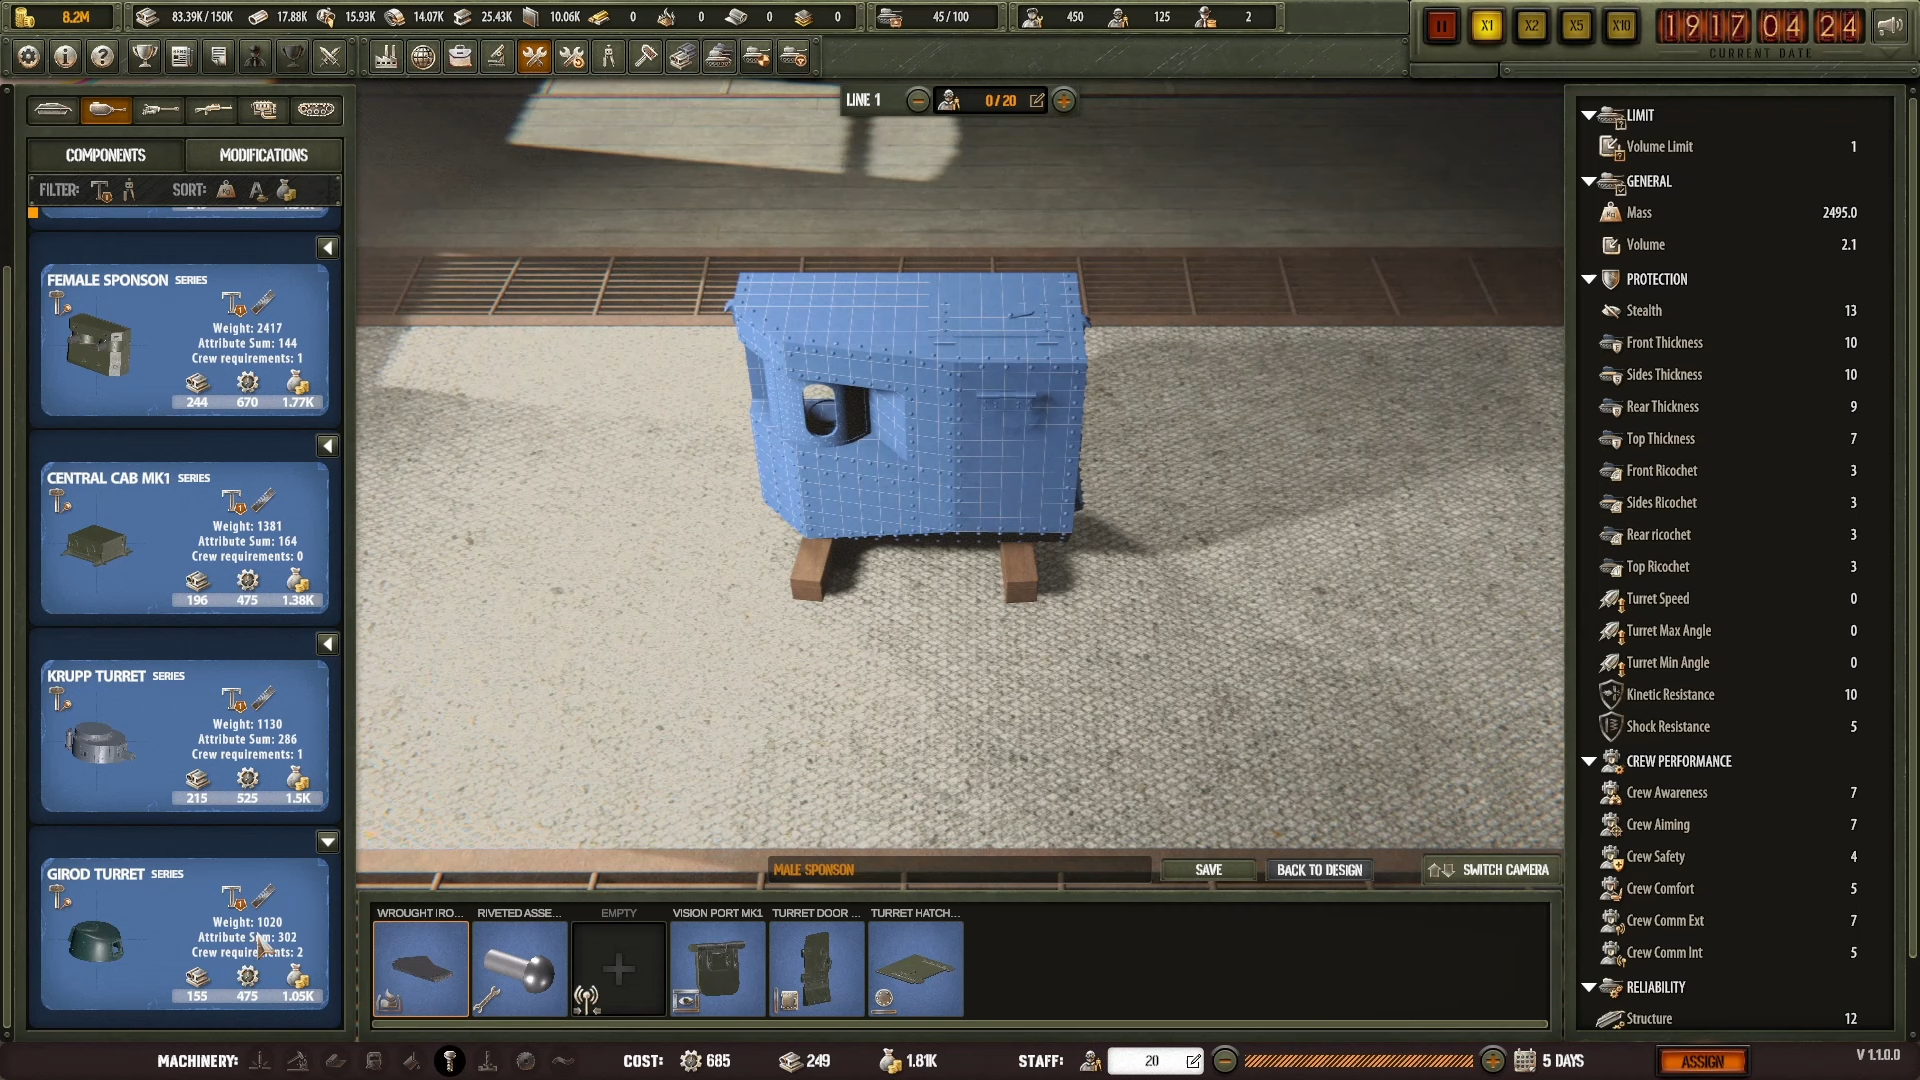 8.2M 83.39K/150K 17.88K 15.93K 14.07K 25.43K 10.06K 0 0 0 0 45/100 450 125 2
X1 X2 X5 X10 19 17 04 24
CURRENT DATE
LINE 1 0/20
COMPONENTS MODIFICATIONS
FILTER: SORT:
FEMALE SPONSON SERIES
Weight: 2417
Attribute Sum: 144
Crew requirements: 1
244 670 1.77K
CENTRAL CAB MK1 SERIES
Weight: 1381
Attribute Sum: 164
Crew requirements: 0
196 475 1.38K
KRUPP TURRET SERIES
Weight: 1130
Attribute Sum: 286
Crew requirements: 1
215 525 1.5K
GIROD TURRET SERIES
Weight: 1020
Attribute Sum: 302
Crew requirements: 2
155 475 1.05K
MALE SPONSON SAVE BACK TO DESIGN SWITCH CAMERA
WROUGHT IRO... RIVETED ASSE... EMPTY VISION PORT MK1 TURRET DOOR ... TURRET HATCH...
LIMIT
Volume Limit 1
GENERAL
Mass 2495.0
Volume 2.1
PROTECTION
Stealth 13
Front Thickness 10
Sides Thickness 10
Rear Thickness 9
Top Thickness 7
Front Ricochet 3
Sides Ricochet 3
Rear ricochet 3
Top Ricochet 3
Turret Speed 0
Turret Max Angle 0
Turret Min Angle 0
Kinetic Resistance 10
Shock Resistance 5
CREW PERFORMANCE
Crew Awareness 7
Crew Aiming 7
Crew Safety 4
Crew Comfort 5
Crew Comm Ext 7
Crew Comm Int 5
RELIABILITY
Structure 12
MACHINERY: COST: 685 249 1.81K STAFF: 20 5 DAYS ASSIGN V 1.1.0.0